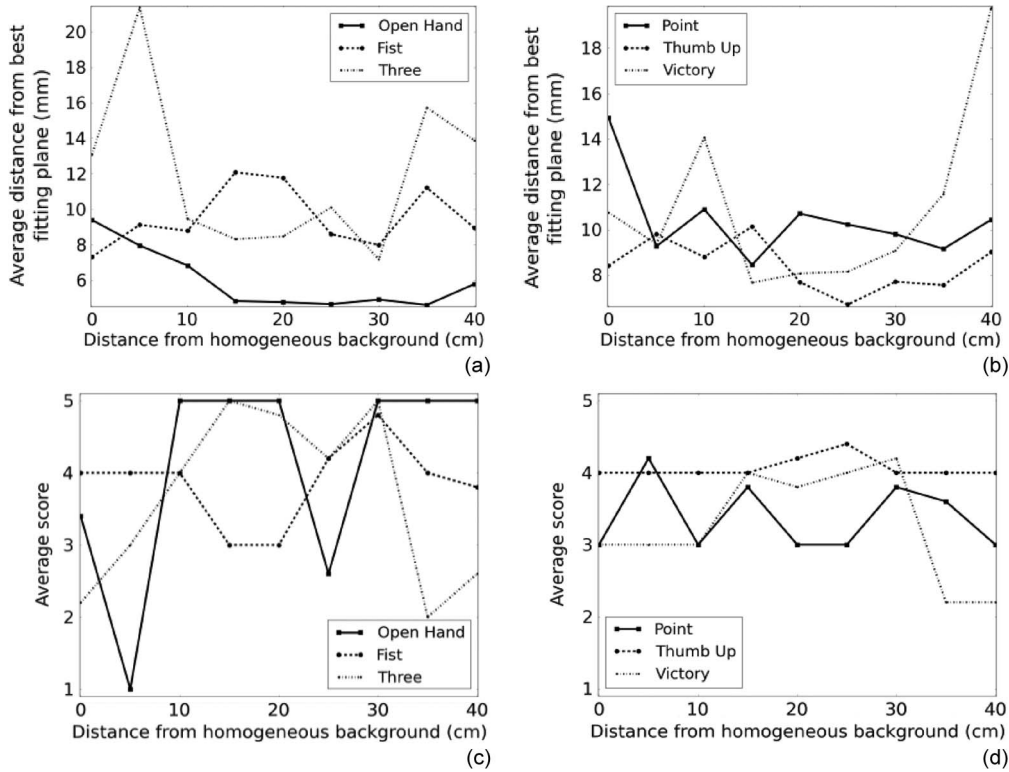 Average distance from best
fitting plane (mm)
20
18
16
14
12
10
8
6
Open Hand
Fist
Three
0
10
20
30
40
Distance from homogeneous background (cm)
(a)
Average distance from best
fitting plane (mm)
18
16
14
12
10
8
Point
Thumb Up
Victory
0
10
20
30
40
Distance from homogeneous background (cm)
(b)
Average score
5
4
3
2
1
Open Hand
Fist
Three
0
10
20
30
40
Distance from homogeneous background (cm)
(c)
Average score
5
4
3
2
1
Point
Thumb Up
Victory
0
10
20
30
40
Distance from homogeneous background (cm)
(d)